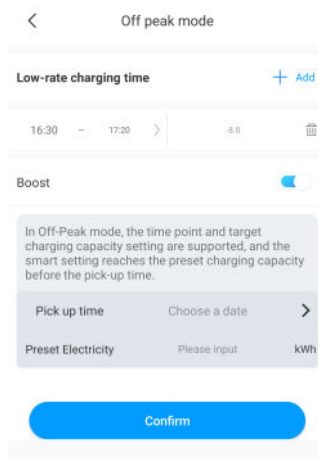 Off peak mode
Low-rate charging time + Add
16:30 – 17:20 8.0
Boost
In Off-Peak mode, the time point and target
charging capacity setting are supported, and the
smart setting reaches the preset charging capacity
before the pick-up time.
Pick up time Choose a date
Preset Electricity Please input kWh
Confirm